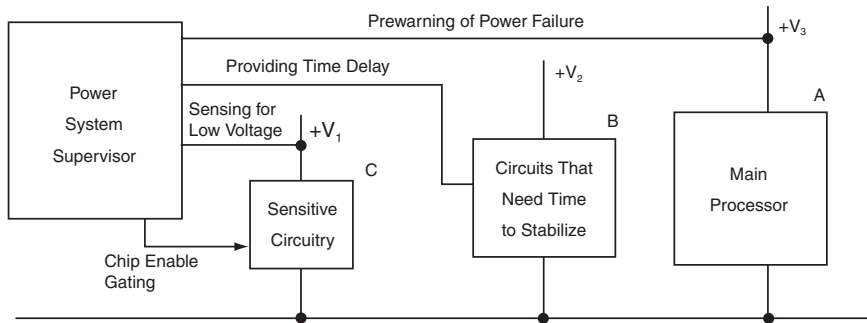 Prewarning of Power Failure
+V3
Power
System
Supervisor
Providing Time Delay
+V2
Sensing for
Low Voltage
+V1
A
B
C
Circuits That
Need Time
to Stabilize
Main
Processor
Sensitive
Circuitry
Chip Enable
Gating